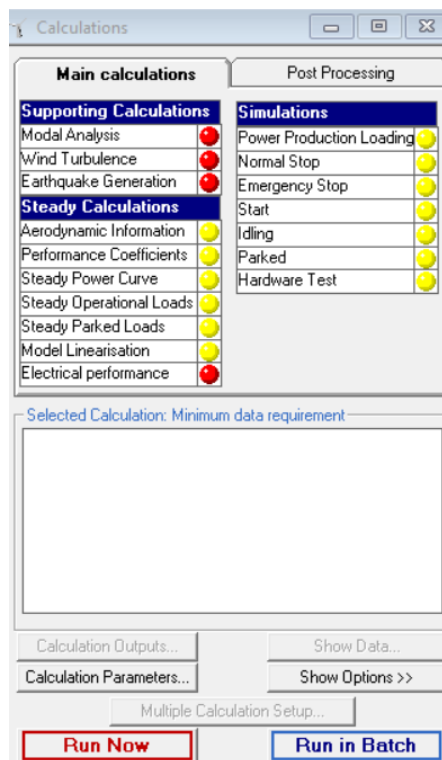 Calculations
Main calculations
Post Processing
Supporting Calculations
Modal Analysis
Wind Turbulence
Earthquake Generation
Steady Calculations
Aerodynamic Information
Performance Coefficients
Steady Power Curve
Steady Operational Loads
Steady Parked Loads
Model Linearisation
Electrical performance
Simulations
Power Production Loading
Normal Stop
Emergency Stop
Start
Idling
Parked
Hardware Test
Selected Calculation: Minimum data requirement
Calculation Outputs...
Show Data...
Calculation Parameters...
Show Options >>
Multiple Calculation Setup...
Run Now
Run in Batch